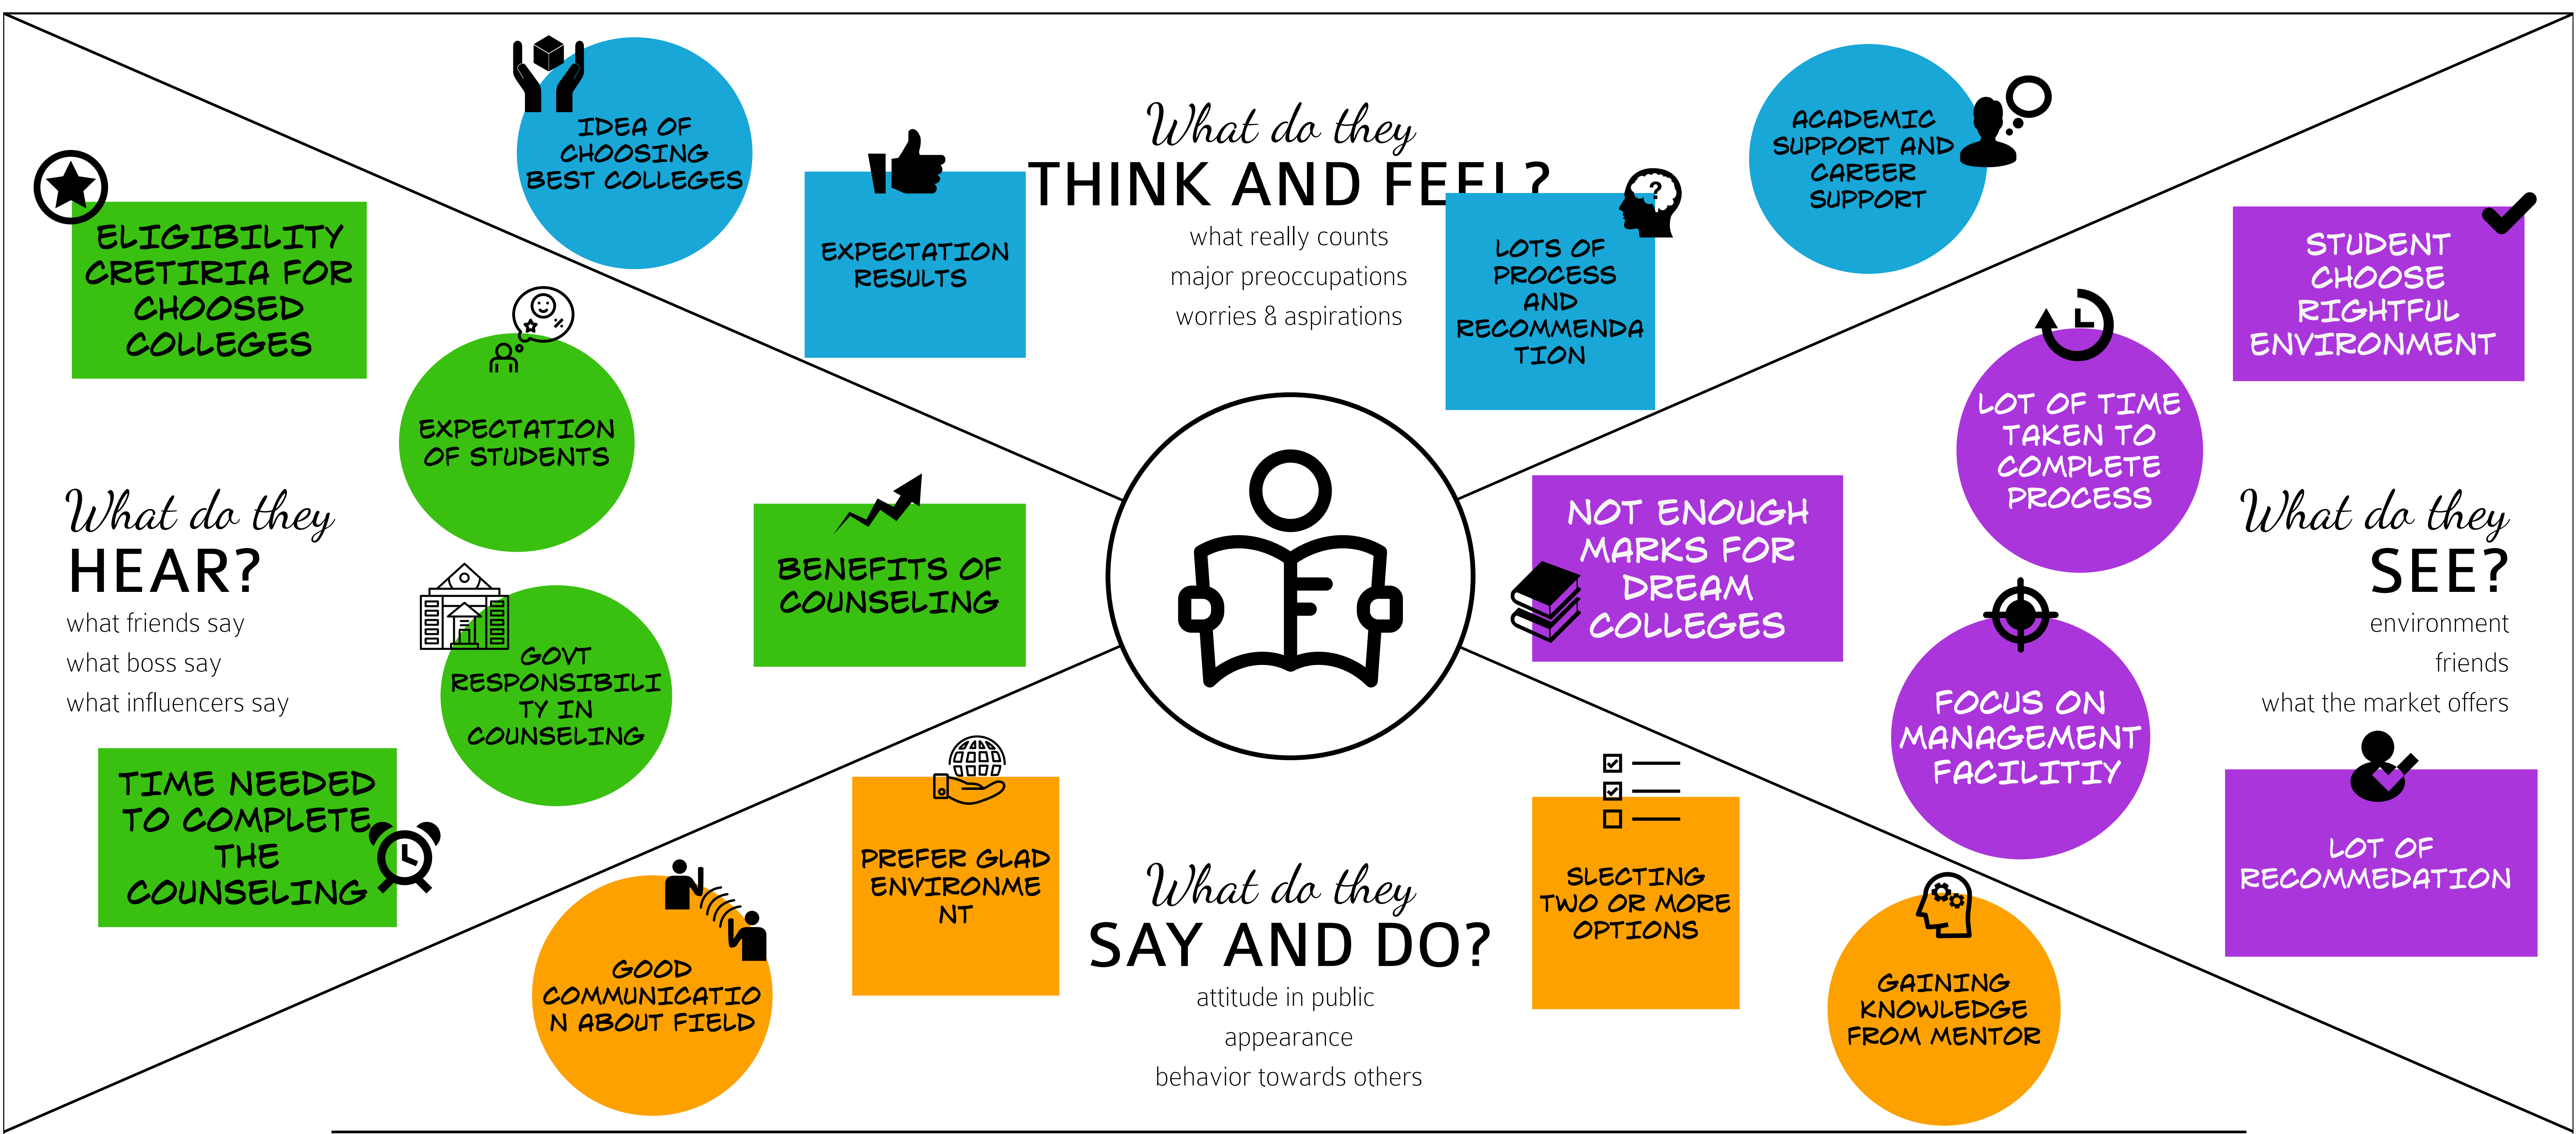 What do they
THINK AND FEEL?
what really counts
major preoccupations
worries & aspirations
IDEA OF
CHOOSING
BEST COLLEGES
EXPECTATION
RESULTS
LOTS OF
PROCESS
AND
RECOMMENDA
TION
?
ACADEMIC
SUPPORT AND
CAREER
SUPPORT
What do they
HEAR?
what friends say
what boss say
what influencers say
ELIGIBILITY
CRETIRIA FOR
CHOOSED
COLLEGES
EXPECTATION
OF STUDENTS
BENEFITS OF
COUNSELING
GOVT
RESPONSIBILI
TY IN
COUNSELING
TIME NEEDED
TO COMPLETE
THE
COUNSELING
What do they
SEE?
environment
friends
what the market offers
STUDENT
CHOOSE
RIGHTFUL
ENVIRONMENT
LOT OF TIME
TAKEN TO
COMPLETE
PROCESS
NOT ENOUGH
MARKS FOR
DREAM
COLLEGES
FOCUS ON
MANAGEMENT
FACILITIY
LOT OF
RECOMMEDATION
What do they
SAY AND DO?
attitude in public
appearance
behavior towards others
PREFER GLAD
ENVIRONME
NT
GOOD
COMMUNICATIO
N ABOUT FIELD
SLECTING
TWO OR MORE
OPTIONS
GAINING
KNOWLEDGE
FROM MENTOR